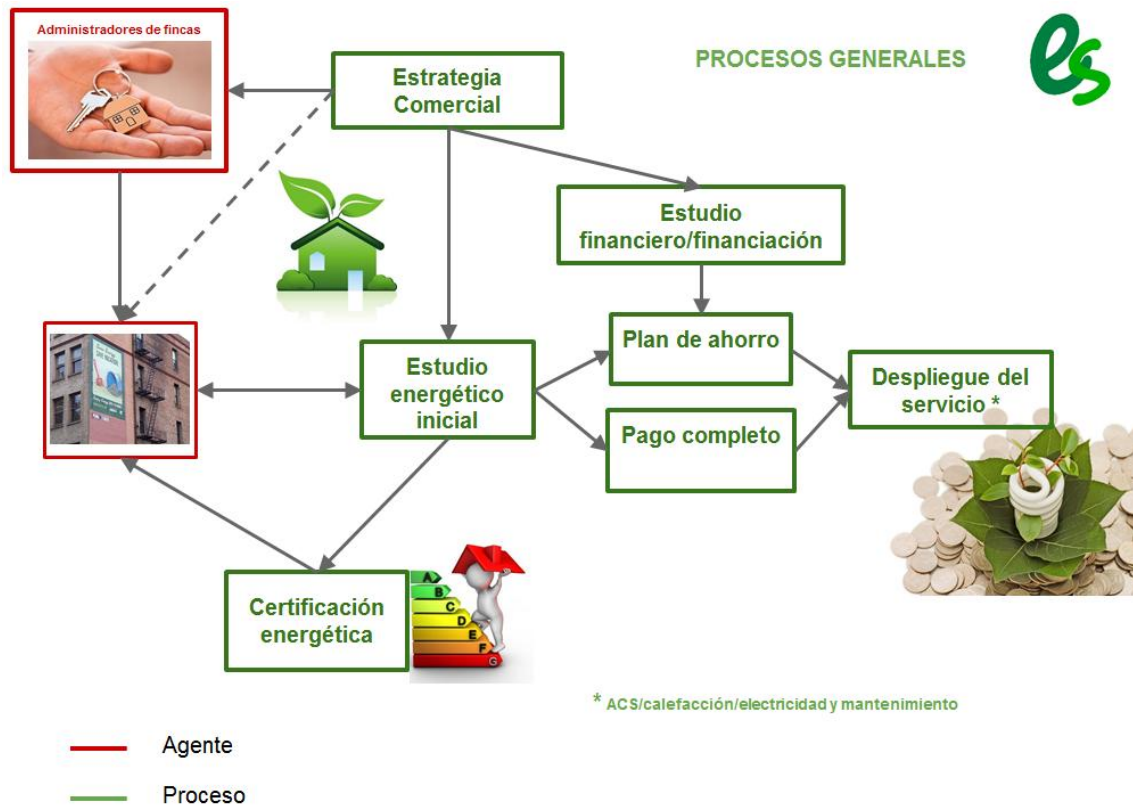 Administradores de fincas
PROCESOS GENERALES
es
Estrategia
Comercial
Estudio
financiero/financiación
Plan de ahorro
Estudio
energético
inicial
Despliegue del
servicio *
Pago completo
Certificación
energética
A
B
C
D
E
F
G
* ACS/calefacción/electricidad y mantenimiento
Agente
Proceso